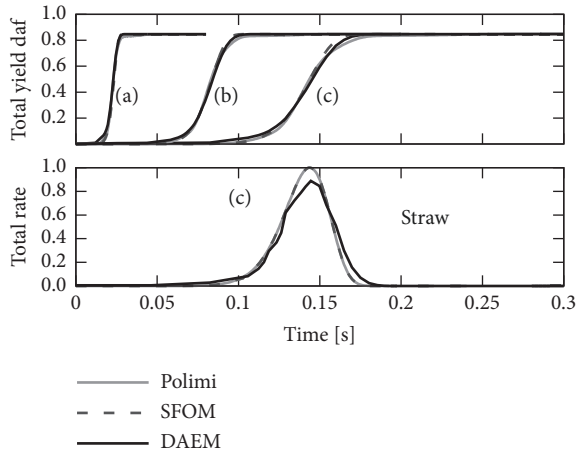 1.0
0.8
0.6
0.4
0.2
Total yield daf
(a)
(b)
(c)
1.0
0.8
0.6
0.4
0.2
0.0
Total rate
(c)
Straw
0 0.05 0.1 0.15 0.2 0.25 0.3
Time [s]
Polimi
SFOM
DAEM